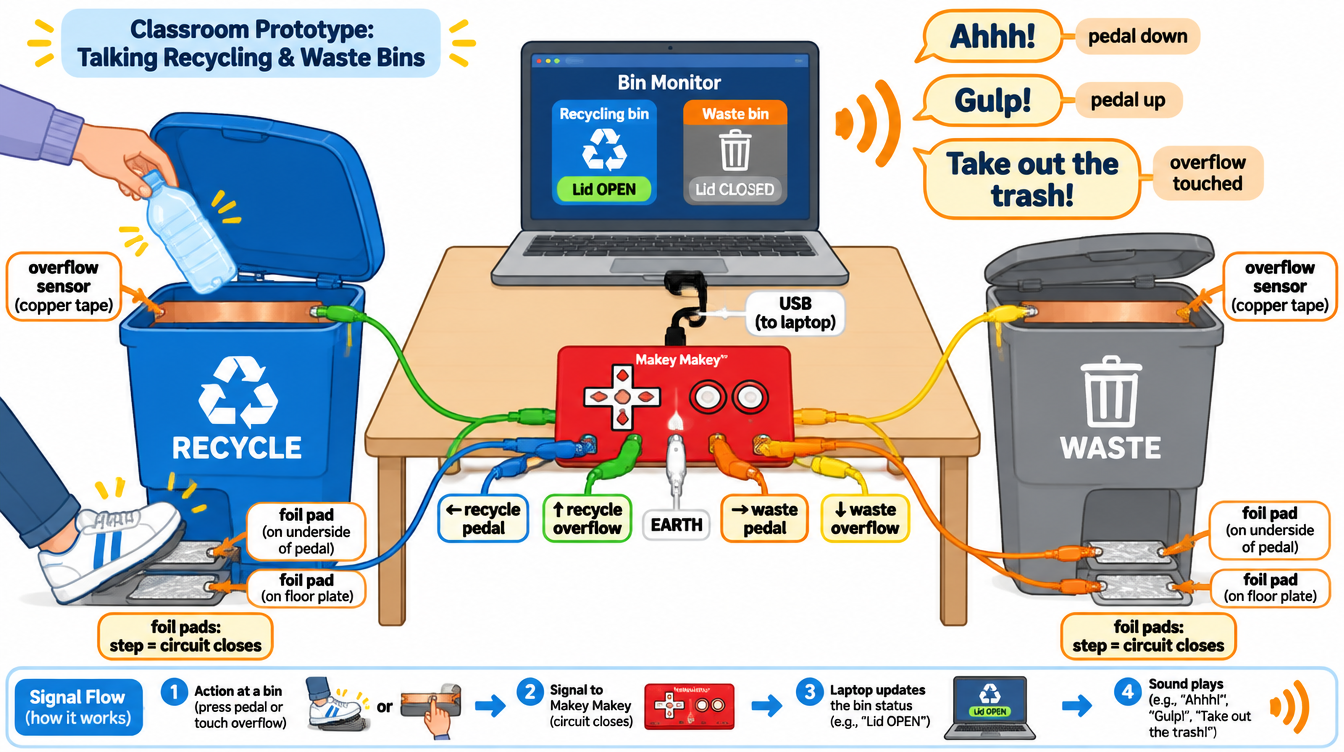 Classroom Prototype:
Talking Recycling & Waste Bins
Bin Monitor
Recycling bin
Lid OPEN
Waste bin
Lid CLOSED
Ahhh!
pedal down
Gulp!
pedal up
Take out the
trash!
overflow
touched
overflow
sensor
(copper tape)
overflow
sensor
(copper tape)
USB
(to laptop)
Makey Makey
RECYCLE
WASTE
← recycle
pedal
↑ recycle
overflow
EARTH
→ waste
pedal
↓ waste
overflow
foil pad
(on underside
of pedal)
foil pad
(on floor plate)
foil pads:
step = circuit closes
foil pad
(on underside
of pedal)
foil pad
(on floor plate)
foil pads:
step = circuit closes
Signal Flow
(how it works)
1
Action at a bin
(press pedal or
touch overflow)
or
2
Signal to
Makey Makey
(circuit closes)
3
Laptop updates
the bin status
(e.g., “Lid OPEN”)
Lid OPEN
4
Sound plays
(e.g., “Ahhh!”,
“Gulp!”, “Take out
the trash!”)